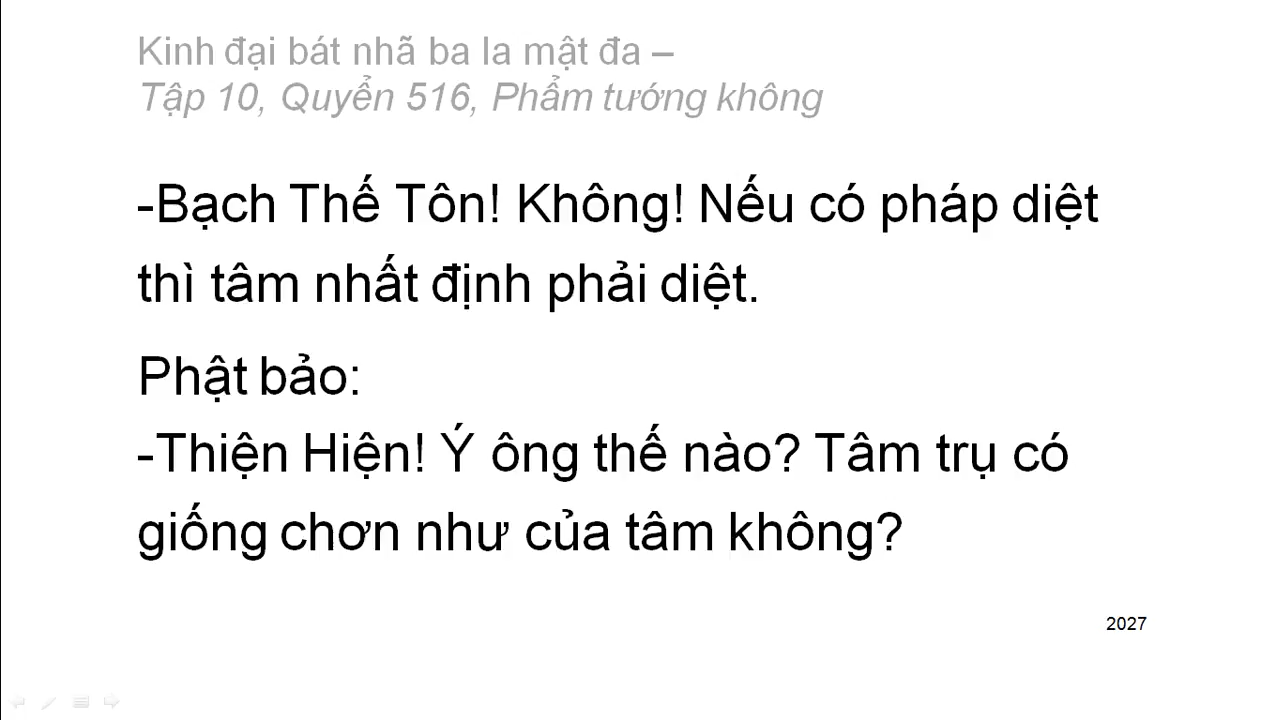 Kinh đại bát nhã ba la mật đa –
Tập 10, Quyển 516, Phẩm tướng không
-Bạch Thế Tôn! Không! Nếu có pháp diệt
thì tâm nhất định phải diệt.
Phật bảo:
-Thiện Hiện! Ý ông thế nào? Tâm trụ có
giống chơn như của tâm không?
2027